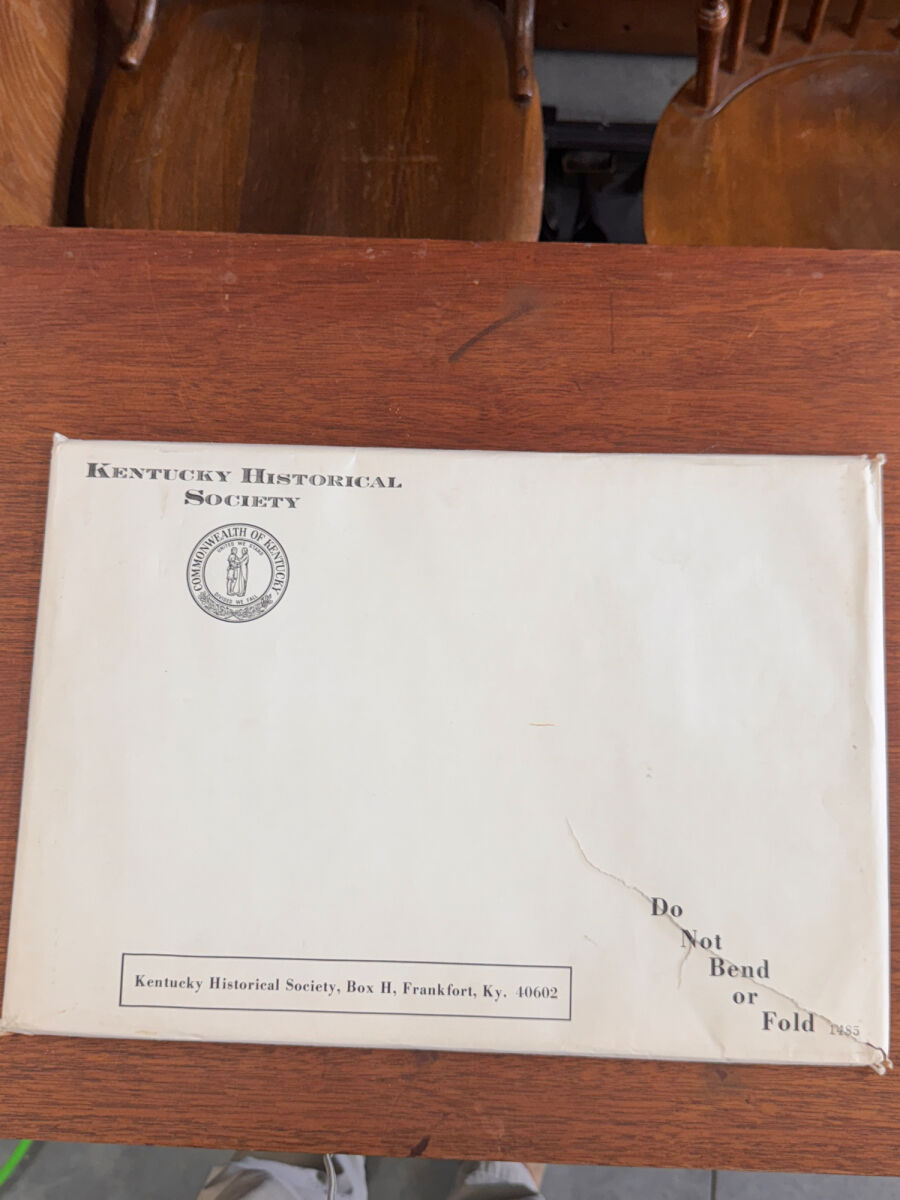 Kentucky Historical
Society
COMMONWEALTH OF KENTUCKY
UNITED WE STAND
DIVIDED WE FALL
Do
Not
Bend
or
Fold
Kentucky Historical Society, Box H, Frankfort, Ky. 40602